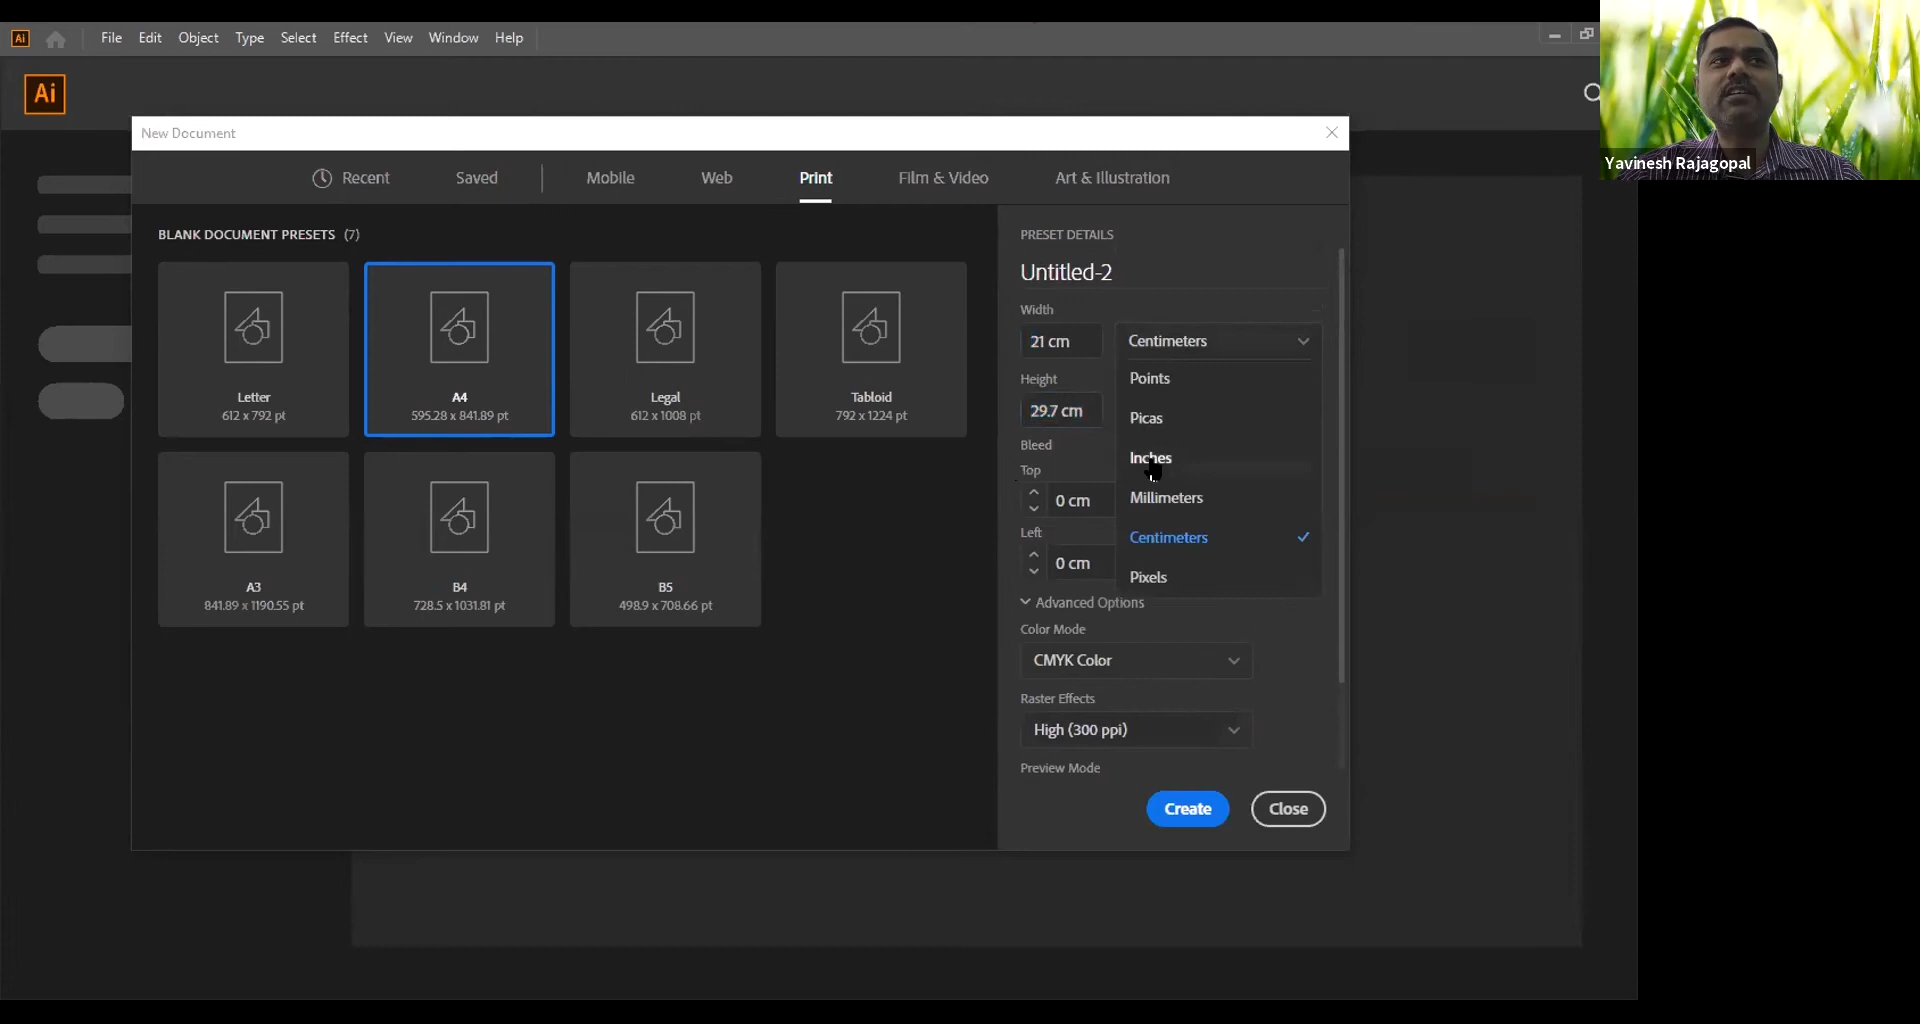 Ai File Edit Object Type Select Effect View Window Help
Ai
Yavinesh Rajagopal
New Document
Recent Saved Mobile Web Print Film & Video Art & Illustration
BLANK DOCUMENT PRESETS (7)
Letter
612 x 792 pt
A4
595.28 x 841.89 pt
Legal
612 x 1008 pt
Tabloid
792 x 1224 pt
A3
841.89 x 1190.55 pt
B4
728.5 x 1031.81 pt
B5
498.9 x 708.66 pt
PRESET DETAILS
Untitled-2
Width
21 cm
Centimeters
Points
Picas
Inches
Millimeters
Centimeters
Pixels
Height
29.7 cm
Bleed
Top
0 cm
Left
0 cm
Advanced Options
Color Mode
CMYK Color
Raster Effects
High (300 ppi)
Preview Mode
Create
Close